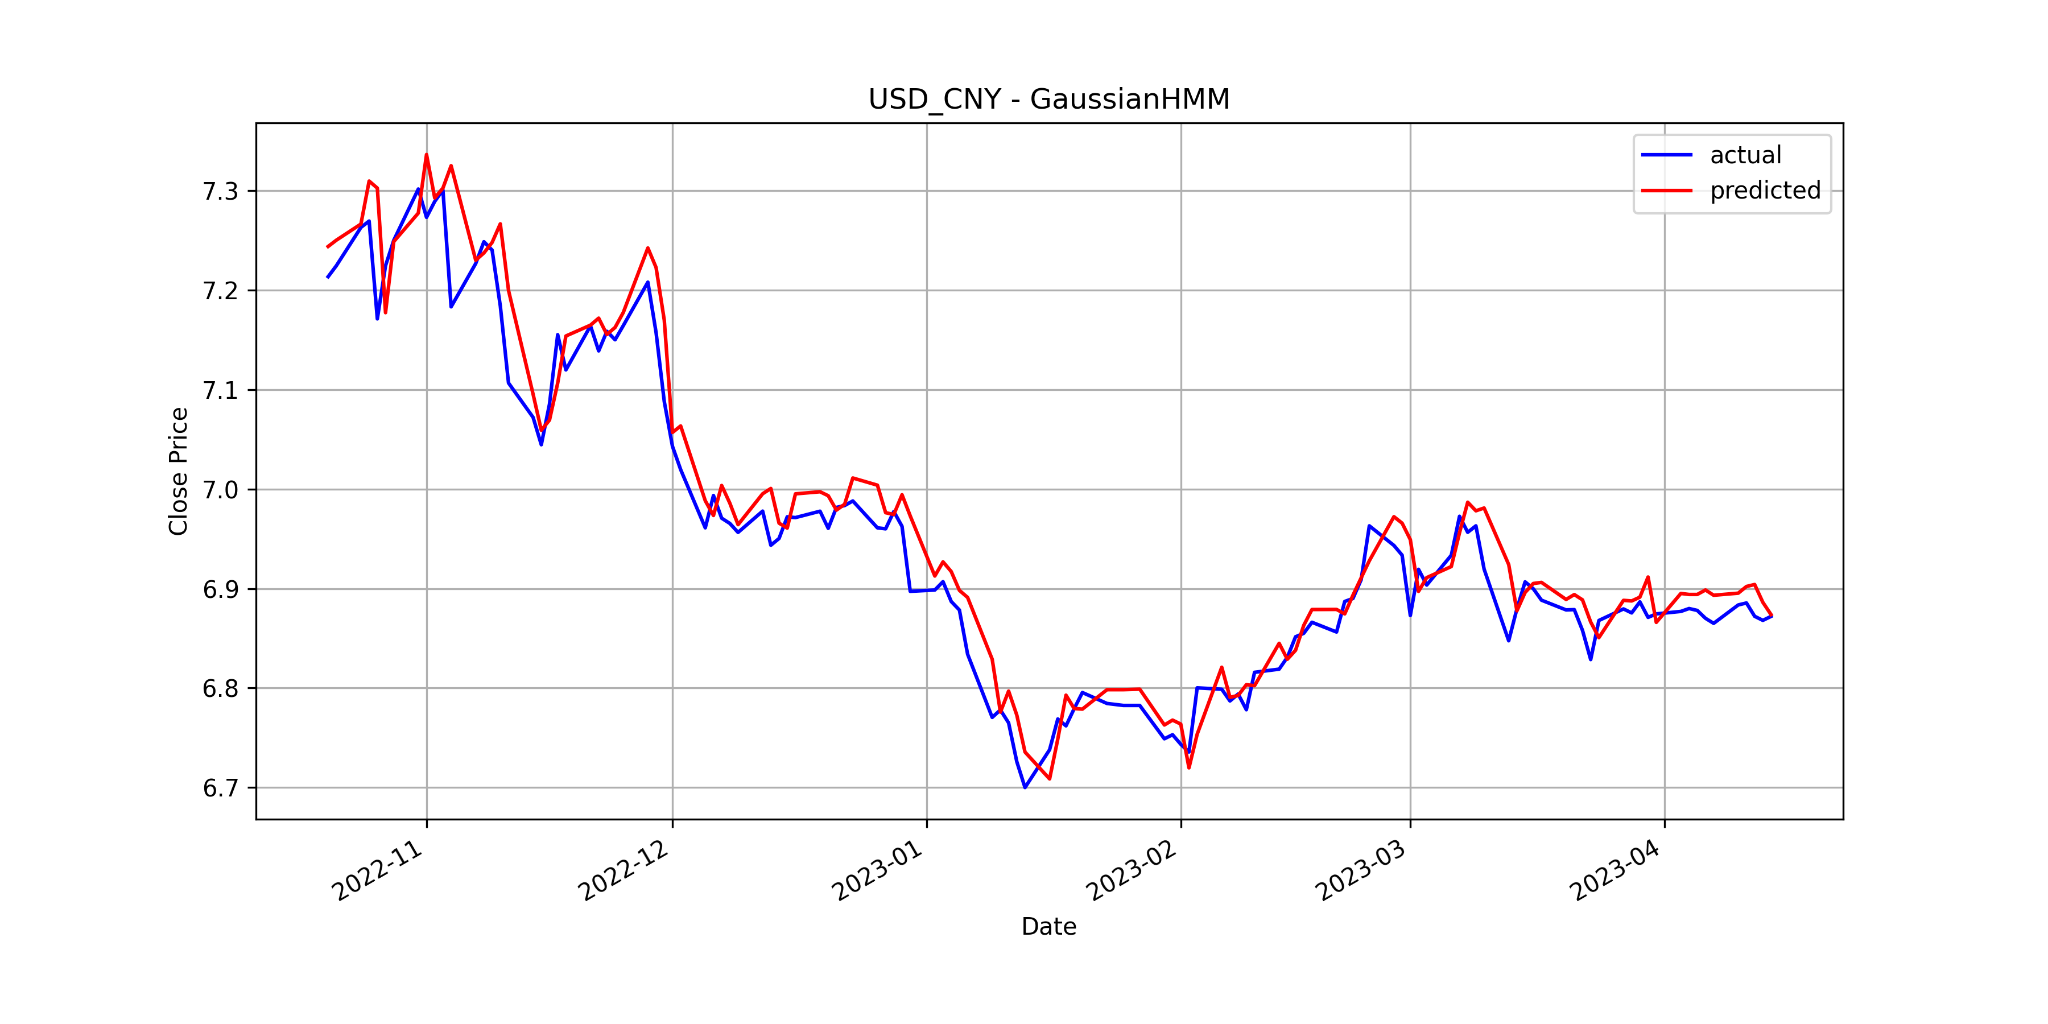 USD_CNY - GaussianHMM
actual
predicted
7.3
7.2
7.1
7.0
6.9
6.8
6.7
Close Price
2022-11
2022-12
2023-01
2023-02
2023-03
2023-04
Date